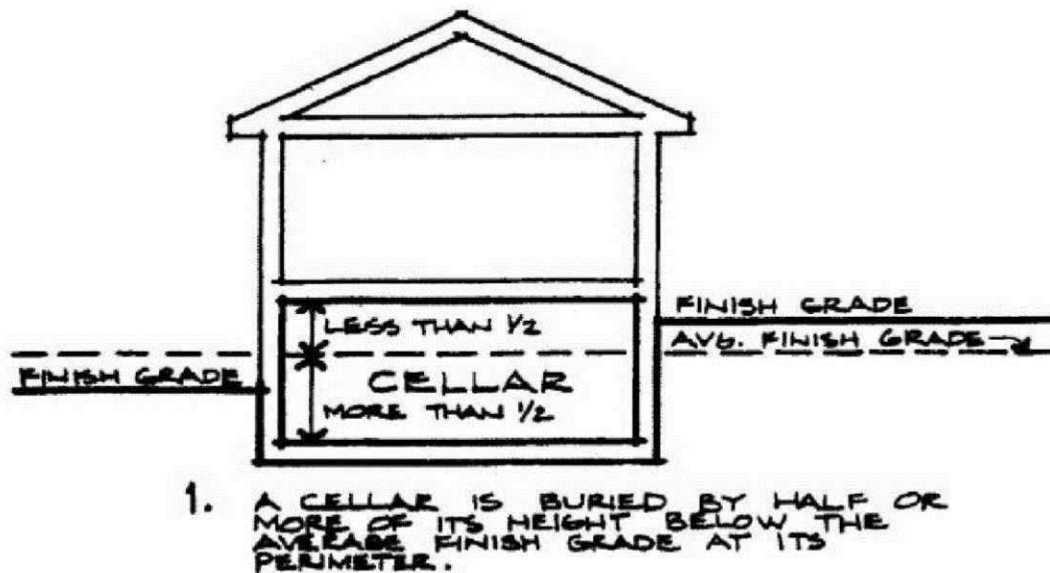 LESS THAN 1/2
FINISH GRADE
AVG. FINISH GRADE
FINISH GRADE
CELLAR
MORE THAN 1/2
1. A CELLAR IS BURIED BY HALF OR
MORE OF ITS HEIGHT BELOW THE
AVERAGE FINISH GRADE AT ITS
PERIMETER.